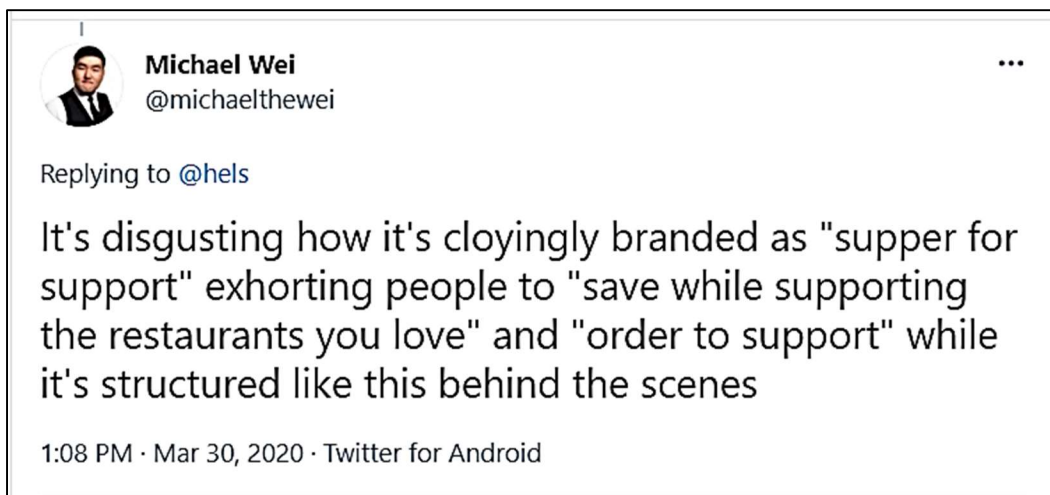 Michael Wei
@michaelthewei
Replying to @hels
It's disgusting how it's cloyingly branded as "supper for
support" exhorting people to "save while supporting
the restaurants you love" and "order to support" while
it's structured like this behind the scenes
1:08 PM · Mar 30, 2020 · Twitter for Android